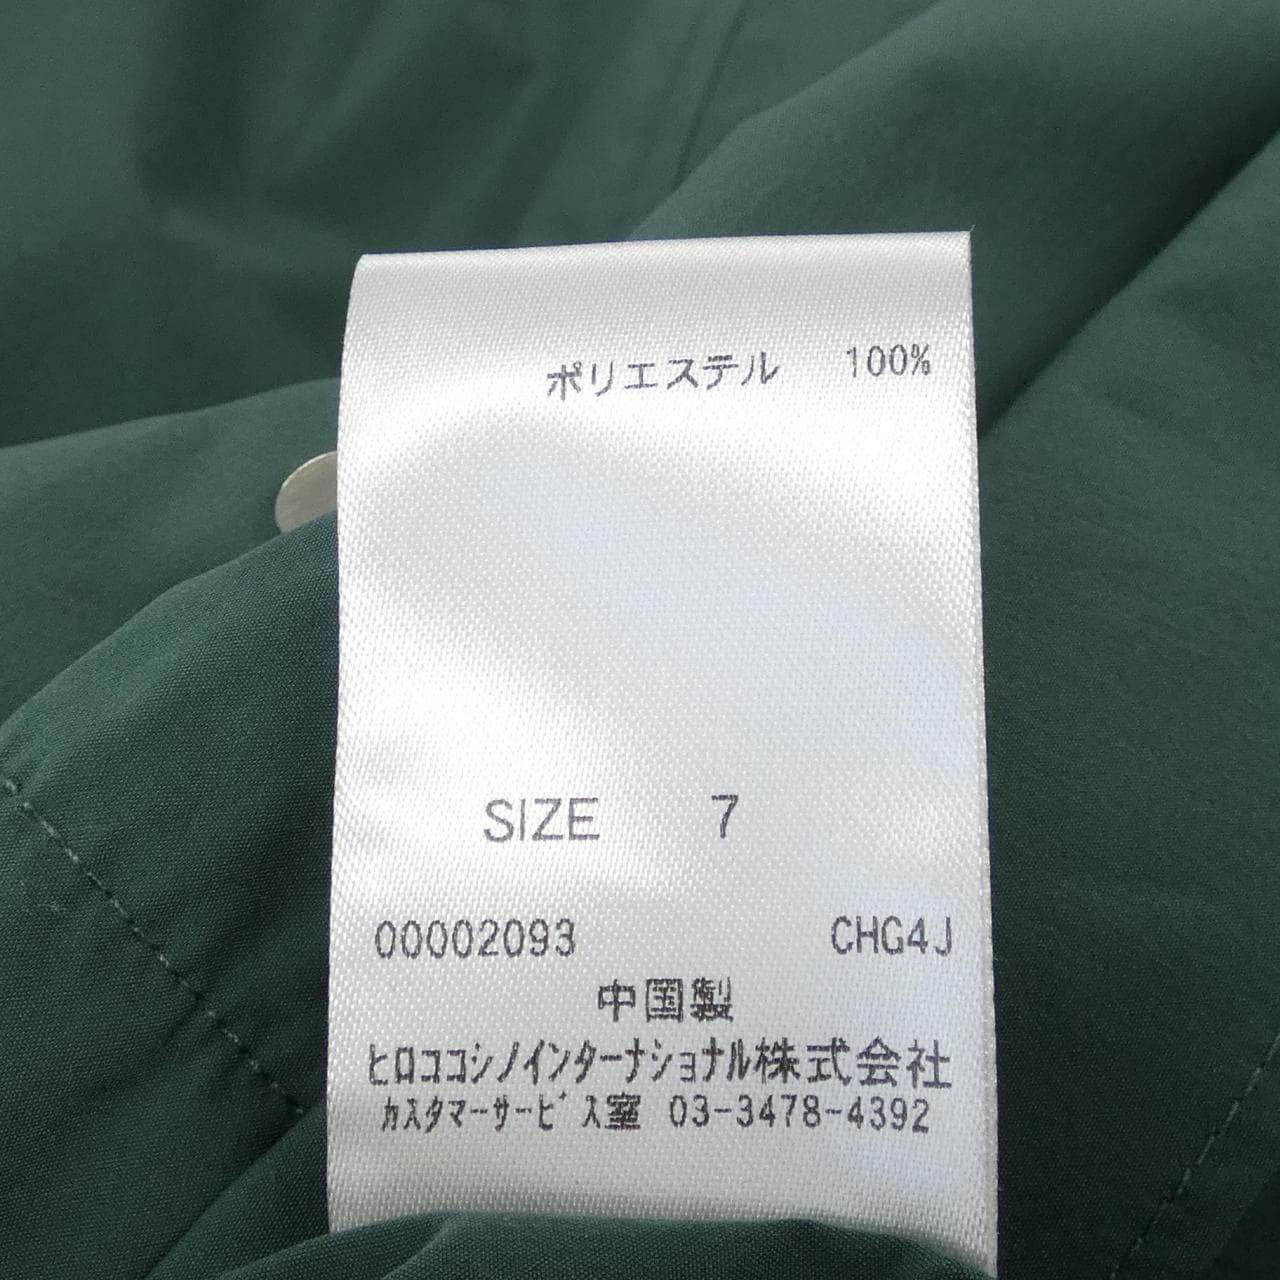 ポリエステル 100%
SIZE 7
00002093 CHG4J
中国製
ヒロココシノインターナショナル株式会社
カスタマーサービス室 03-3478-4392